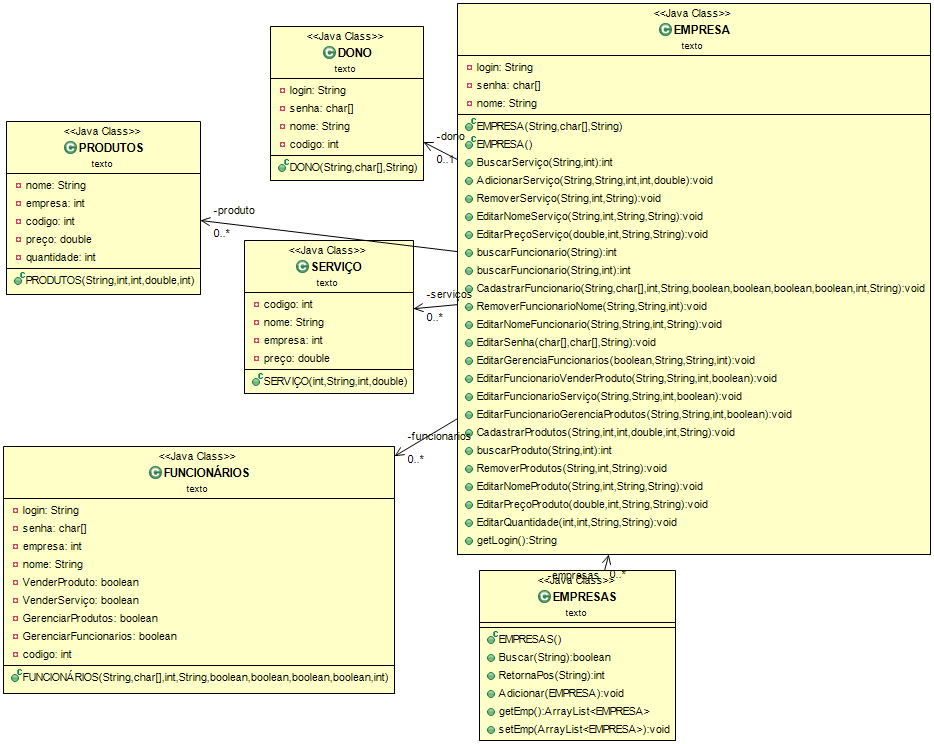 <<Java Class>>
EMPRESA
texto
login: String
senha: char[]
nome: String
EMPRESA(String,char[],String)
EMPRESA()
BuscarServiço(String,int):int
AdicionarServiço(String,String,int,int,double):void
RemoverServiço(String,int,String):void
EditarNomeServiço(String,int,String,String):void
EditarPreçoServiço(double,int,String,String):void
buscarFuncionario(String):int
buscarFuncionario(String,int):int
CadastrarFuncionario(String,char[],int,String,boolean,boolean,boolean,boolean,int,String):void
RemoverFuncionarioNome(String,String,int):void
EditarNomeFuncionario(String,String,int,String):void
EditarSenha(char[],char[],String):void
EditarGerenciaFuncionarios(boolean,String,String,int):void
EditarFuncionarioVenderProduto(String,String,int,boolean):void
EditarFuncionarioServiço(String,String,int,boolean):void
EditarFuncionarioGerenciaProdutos(String,String,int,boolean):void
CadastrarProdutos(String,int,int,double,int,String):void
buscarProduto(String,int):int
RemoverProdutos(String,int,String):void
EditarNomeProduto(String,int,String,String):void
EditarPreçoProduto(double,int,String,String):void
EditarQuantidade(int,int,String,String):void
getLogin():String
<<Java Class>>
DONO
texto
login: String
senha: char[]
nome: String
codigo: int
DONO(String,char[],String)
-dono
0..1
<<Java Class>>
PRODUTOS
texto
nome: String
empresa: int
codigo: int
preço: double
quantidade: int
PRODUTOS(String,int,int,double,int)
-produto
0..*
<<Java Class>>
SERVIÇO
texto
codigo: int
nome: String
empresa: int
preço: double
SERVIÇO(int,String,int,double)
-serviços
0..*
<<Java Class>>
FUNCIONÁRIOS
texto
login: String
senha: char[]
empresa: int
nome: String
VenderProduto: boolean
VenderServiço: boolean
GerenciarProdutos: boolean
GerenciarFuncionarios: boolean
codigo: int
FUNCIONÁRIOS(String,char[],int,String,boolean,boolean,boolean,boolean,int)
-funcionarios
0..*
-empresas
0..*
<<Java Class>>
EMPRESAS
texto
EMPRESAS()
Buscar(String):boolean
RetornaPos(String):int
Adicionar(EMPRESA):void
getEmp():ArrayList<EMPRESA>
setEmp(ArrayList<EMPRESA>):void